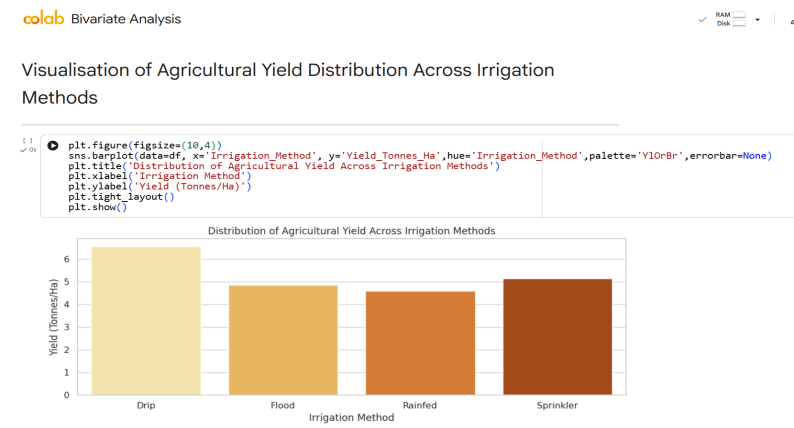 colab Bivariate Analysis
RAM
Disk
Visualisation of Agricultural Yield Distribution Across Irrigation
Methods
[ ]
0s
plt.figure(figsize=(10,4))
sns.barplot(data=df, x='Irrigation_Method', y='Yield_Tonnes_Ha',hue='Irrigation_Method',palette='YlOrBr',errorbar=None)
plt.title('Distribution of Agricultural Yield Across Irrigation Methods')
plt.xlabel('Irrigation Method')
plt.ylabel('Yield (Tonnes/Ha)')
plt.tight_layout()
plt.show()
Distribution of Agricultural Yield Across Irrigation Methods
Yield (Tonnes/Ha)
6
5
4
3
2
1
0
Drip Flood Rainfed Sprinkler
Irrigation Method